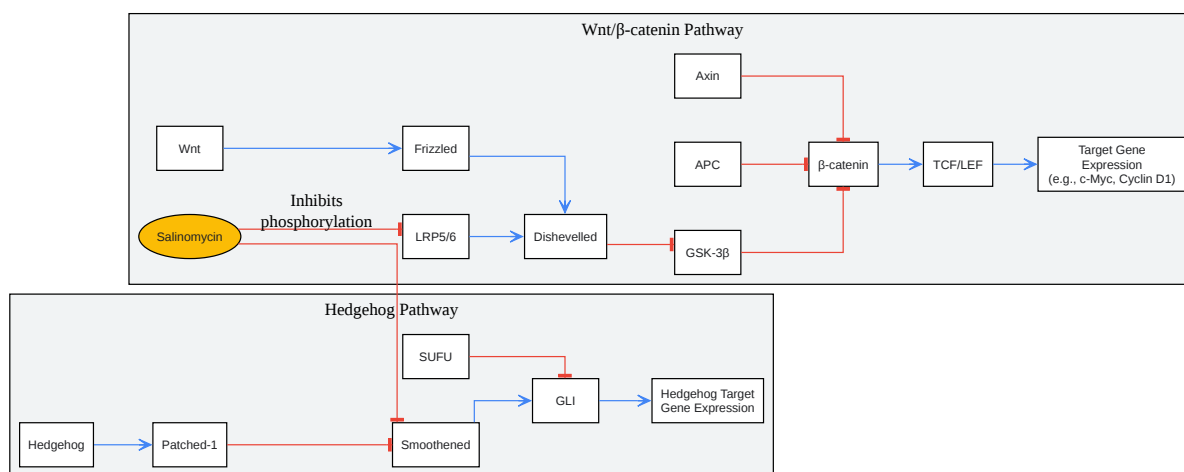 Wnt/β-catenin Pathway
Axin
Wnt
Frizzled
APC
β-catenin
TCF/LEF
Target Gene
Expression
(e.g., c-Myc, Cyclin D1)
Inhibits
phosphorylation
Salinomycin
LRP5/6
Dishevelled
GSK-3β
Hedgehog Pathway
SUFU
GLI
Hedgehog Target
Gene Expression
Hedgehog
Patched-1
Smoothened